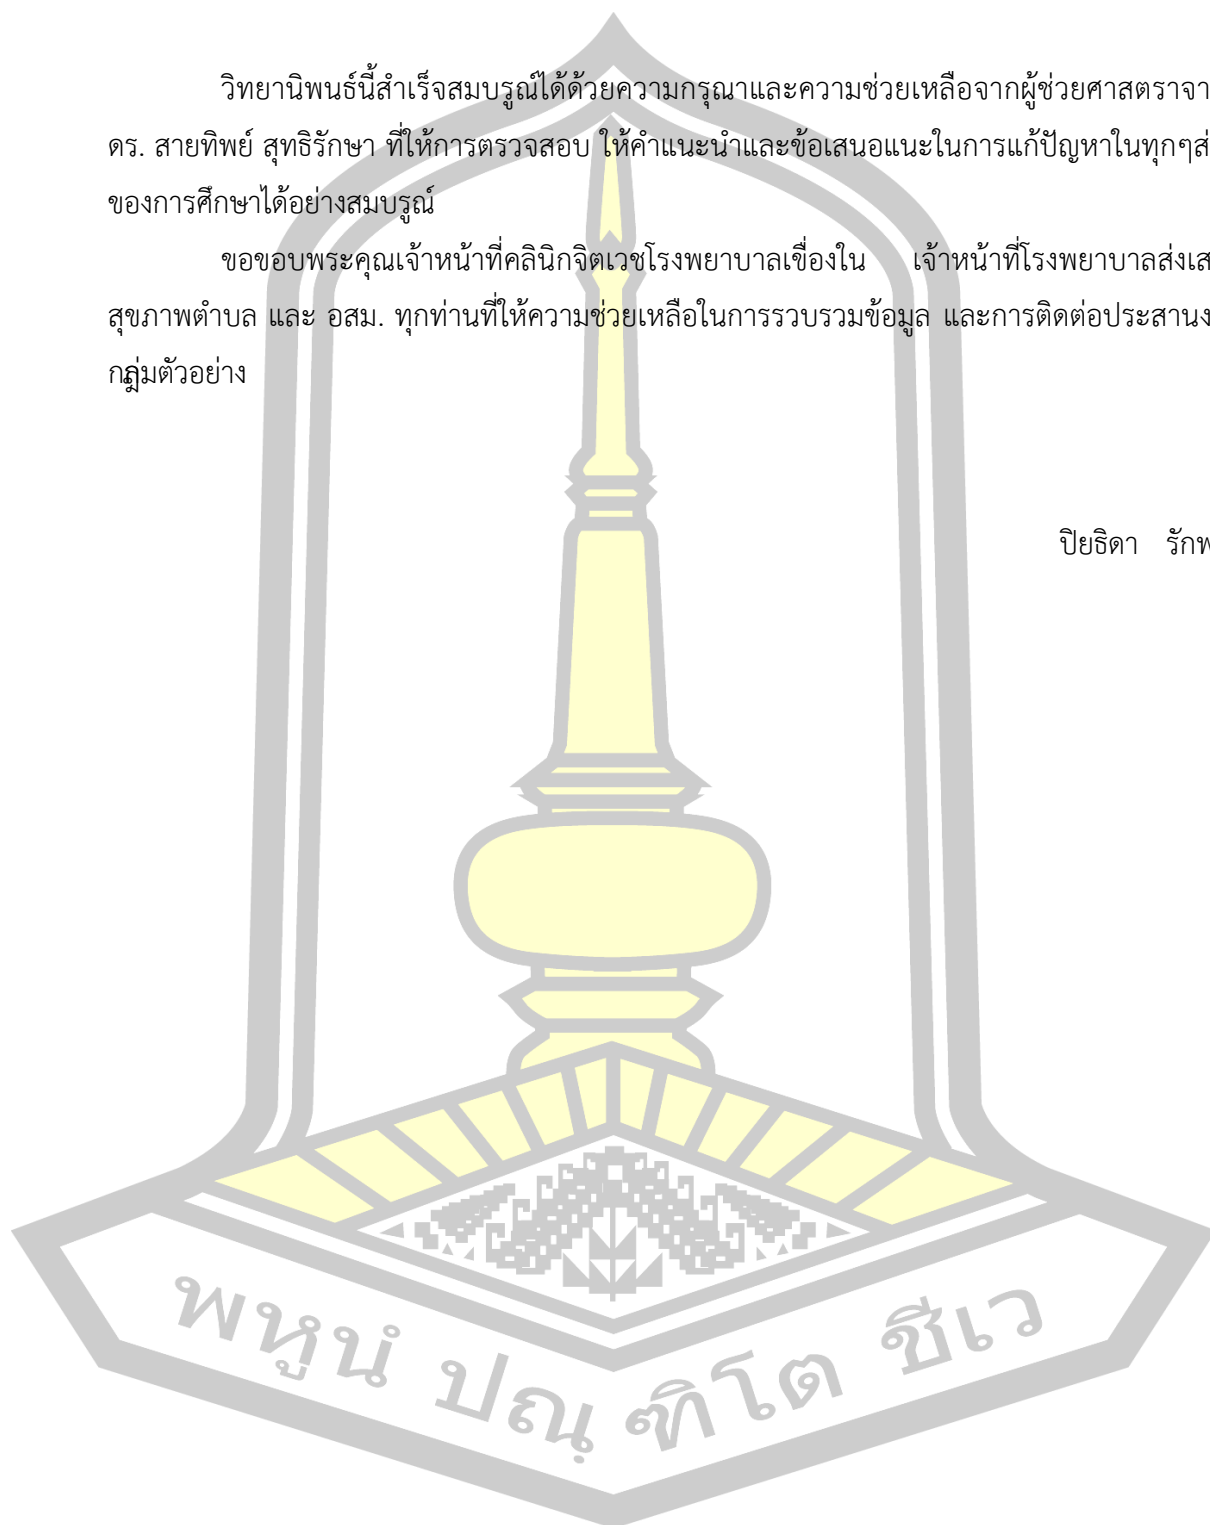 วิทยานิพนธ์นี้สำเร็จสมบรูณ์ได้ด้วยความกรุณาและความช่วยเหลือจากผู้ช่วยศาสตราจา
ดร. สายทิพย์ สุทธิรักษา ที่ให้การตรวจสอบ ให้คำแนะนำและข้อเสนอแนะในการแก้ปัญหาในทุกๆส่
ของการศึกษาได้อย่างสมบรูณ์
ขอขอบพระคุณเจ้าหน้าที่คลินิกจิตเวชโรงพยาบาลเขื่องใน เจ้าหน้าที่โรงพยาบาลส่งเส
สุขภาพตำบล และ อสม. ทุกท่านที่ให้ความช่วยเหลือในการรวบรวมข้อมูล และการติดต่อประสานง
กลุ่มตัวอย่าง
ปิยธิดา รักพ
พหูนํ ปณฺฑิโต ชีเว